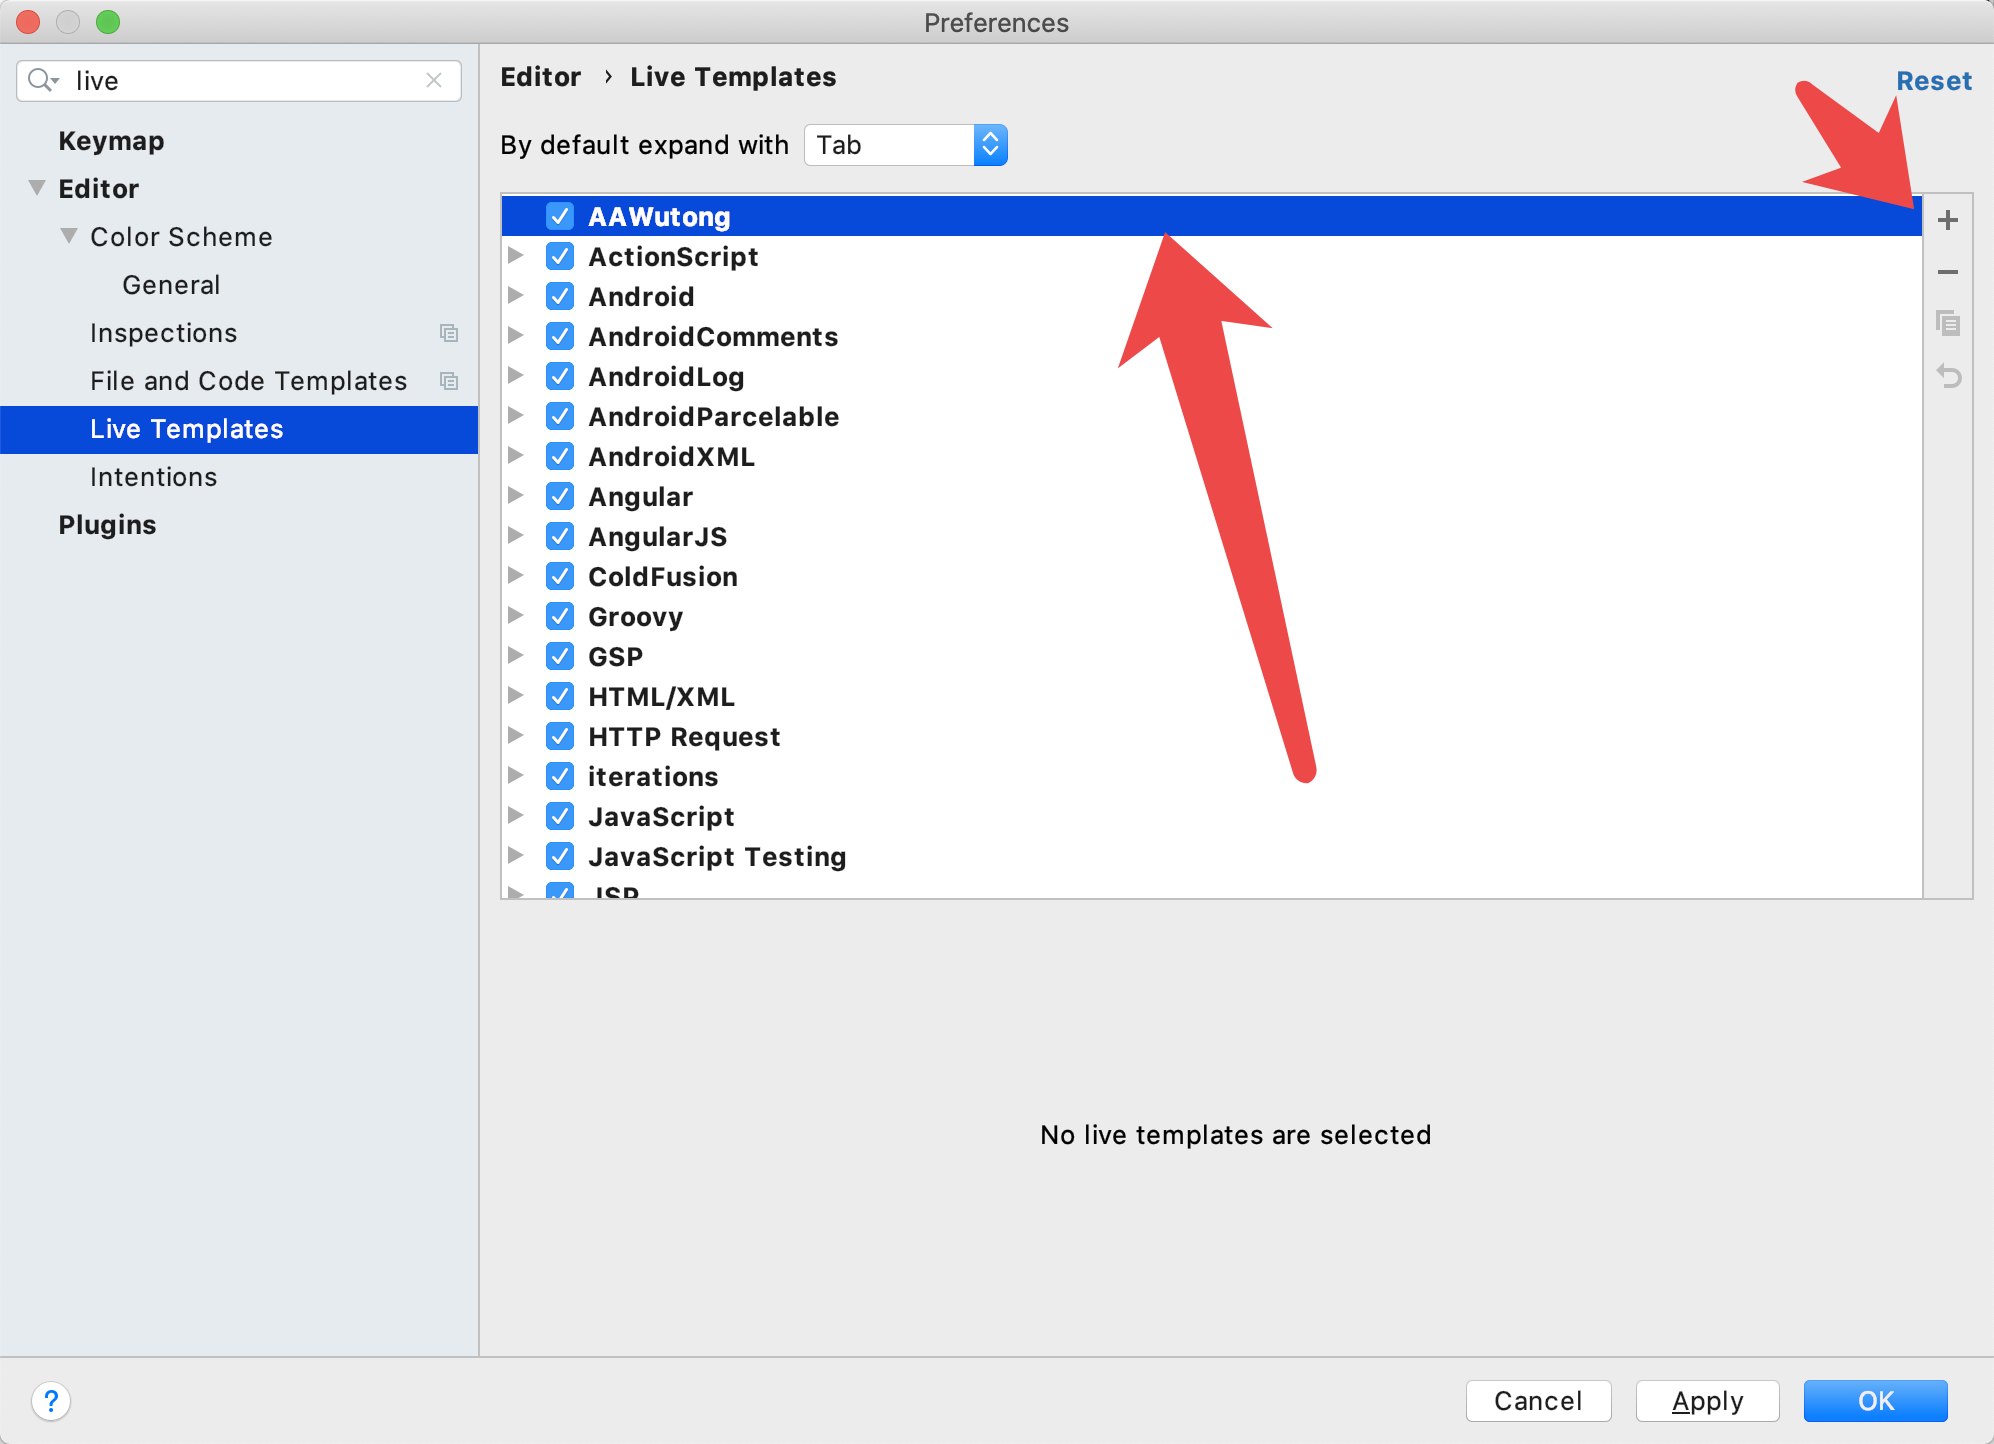 Preferences
live
Keymap
Editor
Color Scheme
General
Inspections
File and Code Templates
Live Templates
Intentions
Plugins
Editor › Live Templates
Reset
By default expand with Tab
AAWutong
ActionScript
Android
AndroidComments
AndroidLog
AndroidParcelable
AndroidXML
Angular
AngularJS
ColdFusion
Groovy
GSP
HTML/XML
HTTP Request
iterations
JavaScript
JavaScript Testing
JSP
No live templates are selected
?
Cancel
Apply
OK